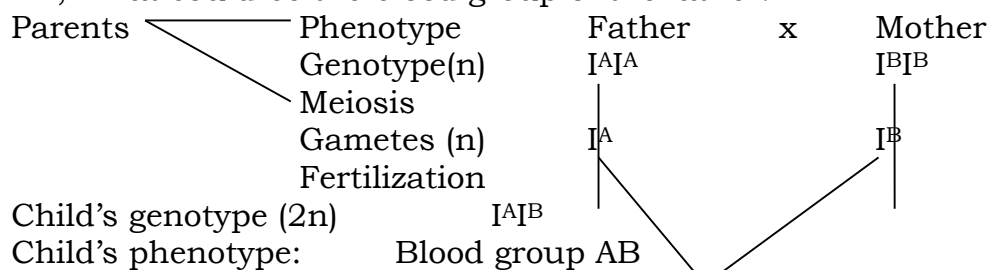 Parents Phenotype Father x Mother
Genotype(n) IᴬIᴬ IᴮIᴮ
Meiosis
Gametes (n) Iᴬ Iᴮ
Fertilization
Child’s genotype (2n) IᴬIᴮ
Child’s phenotype: Blood group AB